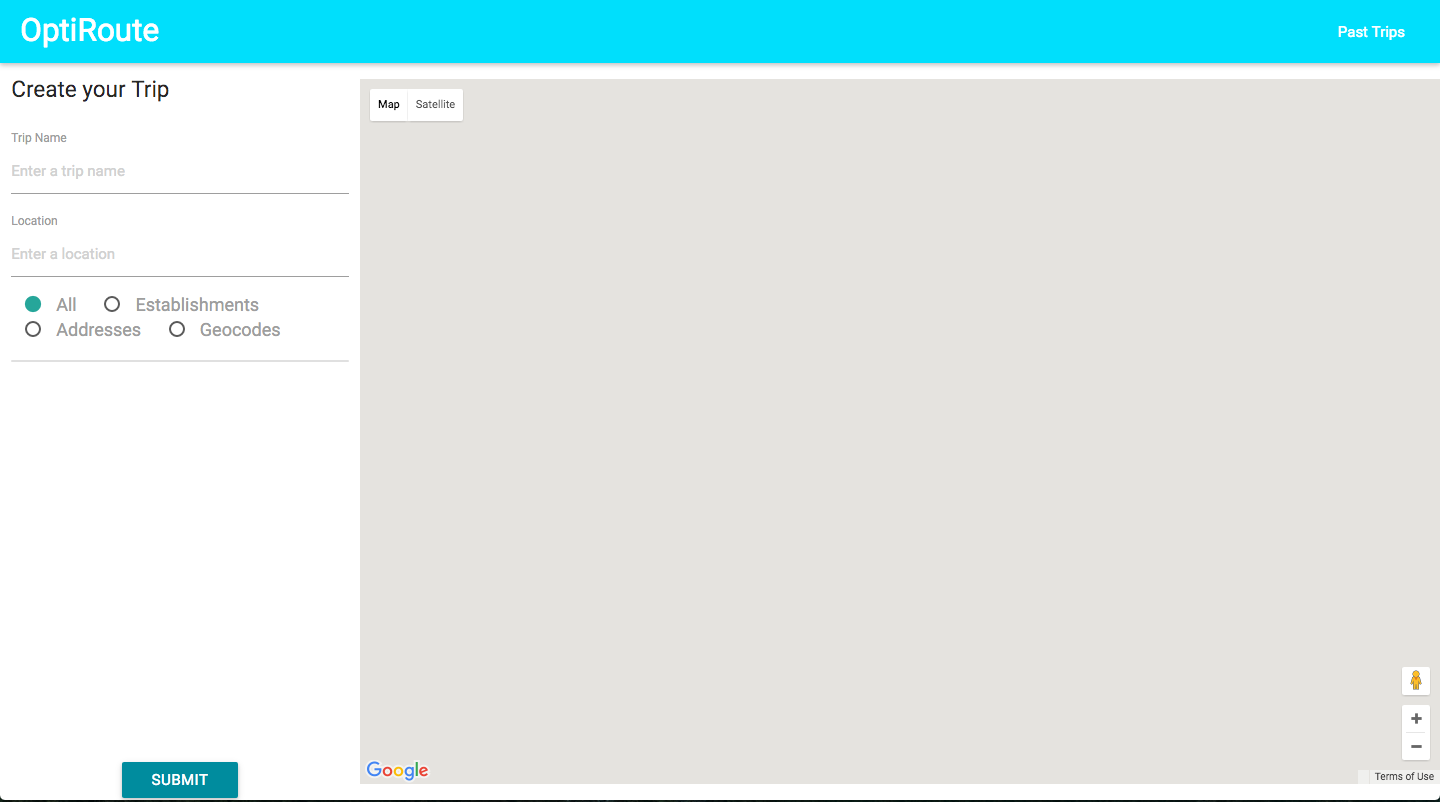 OptiRoute
Past Trips
Create your Trip
Trip Name
Enter a trip name
Location
Enter a location
All Establishments
Addresses Geocodes
SUBMIT
Map Satellite
Google
Terms of Use